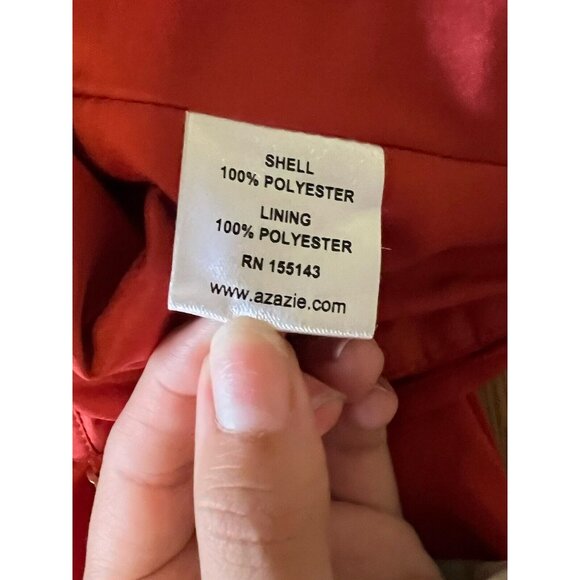 SHELL
100% POLYESTER
LINING
100% POLYESTER
RN 155143
www.azazie.com